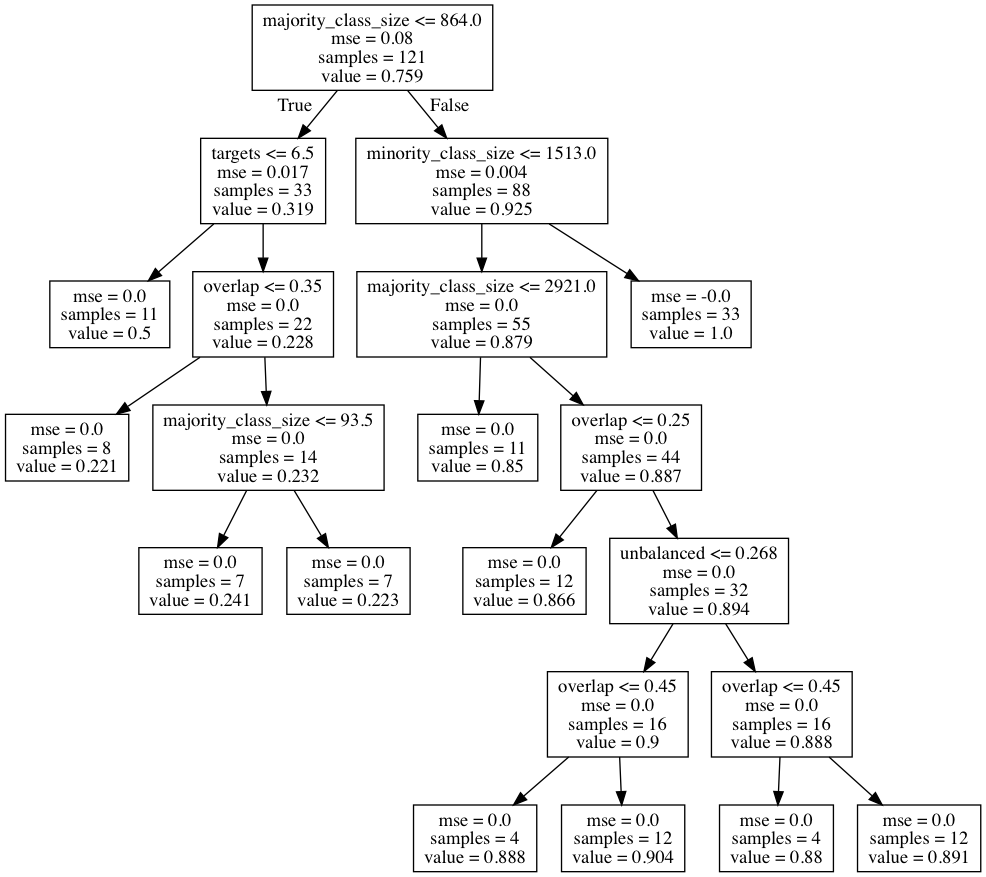 majority_class_size <= 864.0
mse = 0.08
samples = 121
value = 0.759
True
False
targets <= 6.5
mse = 0.017
samples = 33
value = 0.319
minority_class_size <= 1513.0
mse = 0.004
samples = 88
value = 0.925
mse = 0.0
samples = 11
value = 0.5
overlap <= 0.35
mse = 0.0
samples = 22
value = 0.228
majority_class_size <= 2921.0
mse = 0.0
samples = 55
value = 0.879
mse = -0.0
samples = 33
value = 1.0
mse = 0.0
samples = 8
value = 0.221
majority_class_size <= 93.5
mse = 0.0
samples = 14
value = 0.232
mse = 0.0
samples = 11
value = 0.85
overlap <= 0.25
mse = 0.0
samples = 44
value = 0.887
mse = 0.0
samples = 7
value = 0.241
mse = 0.0
samples = 7
value = 0.223
mse = 0.0
samples = 12
value = 0.866
unbalanced <= 0.268
mse = 0.0
samples = 32
value = 0.894
overlap <= 0.45
mse = 0.0
samples = 16
value = 0.9
overlap <= 0.45
mse = 0.0
samples = 16
value = 0.888
mse = 0.0
samples = 4
value = 0.888
mse = 0.0
samples = 12
value = 0.904
mse = 0.0
samples = 4
value = 0.88
mse = 0.0
samples = 12
value = 0.891